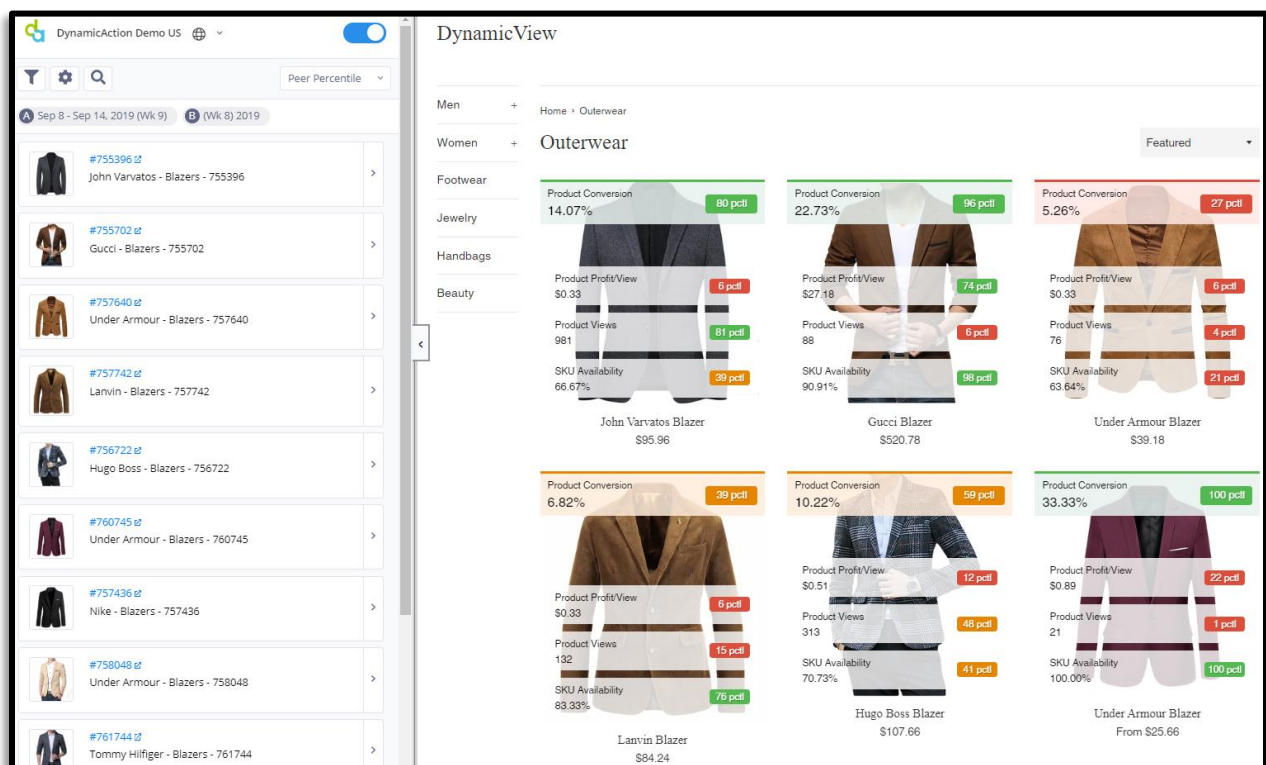 DynamicAction Demo US
Peer Percentile
A Sep 8 - Sep 14, 2019 (Wk 9) B (Wk 8) 2019
#755396
John Varvatos - Blazers - 755396
#755702
Gucci - Blazers - 755702
#757640
Under Armour - Blazers - 757640
#757742
Lanvin - Blazers - 757742
#756722
Hugo Boss - Blazers - 756722
#760745
Under Armour - Blazers - 760745
#757436
Nike - Blazers - 757436
#758048
Under Armour - Blazers - 758048
#761744
Tommy Hilfiger - Blazers - 761744
DynamicView
Men +
Women +
Footwear
Jewelry
Handbags
Beauty
Home › Outerwear
Outerwear
Featured
Product Conversion
14.07% 80 pctl
Product Profit/View
$0.33 6 pctl
Product Views
981 81 pctl
SKU Availability
66.67% 39 pctl
John Varvatos Blazer
$95.96
Product Conversion
22.73% 96 pctl
Product Profit/View
$27.18 74 pctl
Product Views
88 6 pctl
SKU Availability
90.91% 98 pctl
Gucci Blazer
$520.78
Product Conversion
5.26% 27 pctl
Product Profit/View
$0.33 6 pctl
Product Views
76 4 pctl
SKU Availability
63.64% 21 pctl
Under Armour Blazer
$39.18
Product Conversion
6.82% 39 pctl
Product Profit/View
$0.33 6 pctl
Product Views
132 15 pctl
SKU Availability
83.33% 76 pctl
Lanvin Blazer
$84.24
Product Conversion
10.22% 59 pctl
Product Profit/View
$0.51 12 pctl
Product Views
313 48 pctl
SKU Availability
70.73% 41 pctl
Hugo Boss Blazer
$107.66
Product Conversion
33.33% 100 pctl
Product Profit/View
$0.89 22 pctl
Product Views
21 1 pctl
SKU Availability
100.00% 100 pctl
Under Armour Blazer
From $25.66